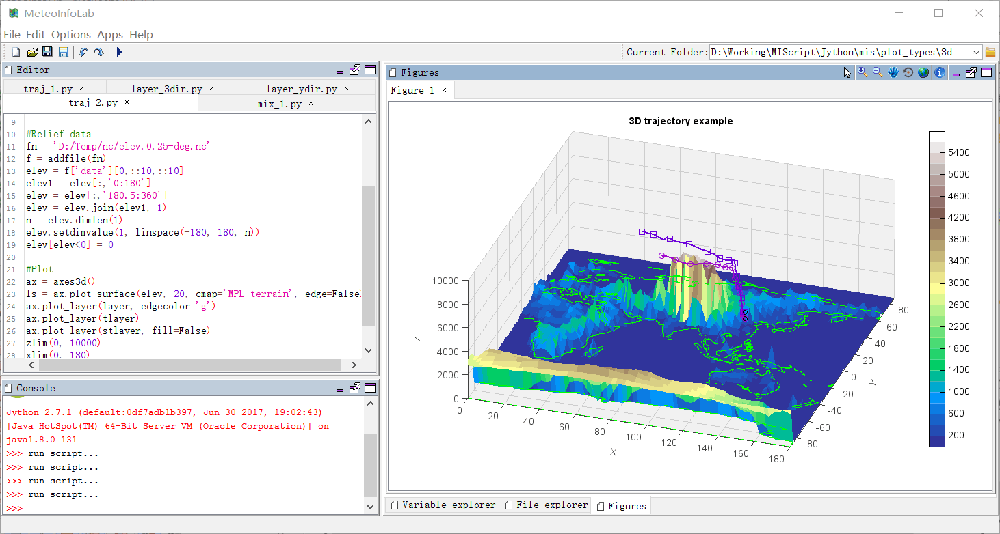 MeteoInfoLab
File Edit Options Apps Help
Current Folder: D:\Working\MIScript\Jython\mis\plot_types\3d
Editor
traj_1.py ×
layer_3dir.py ×
layer_ydir.py ×
traj_2.py ×
mix_1.py ×
9
10 #Relief data
11 fn = 'D:/Temp/nc/elev.0.25-deg.nc'
12 f = addfile(fn)
13 elev = f['data'][0,::10,::10]
14 elev1 = elev[:,'0:180']
15 elev = elev[:,'180.5:360']
16 elev = elev.join(elev1, 1)
17 n = elev.dimlen(1)
18 elev.setdimvalue(1, linspace(-180, 180, n))
19 elev[elev<0] = 0
20
21 #Plot
22 ax = axes3d()
23 ls = ax.plot_surface(elev, 20, cmap='MPL_terrain', edge=False)
24 ax.plot_layer(layer, edgecolor='g')
25 ax.plot_layer(tlayer)
26 ax.plot_layer(stlayer, fill=False)
27 zlim(0, 10000)
28 xlim(0, 180)
Console
Jython 2.7.1 (default:0df7adb1b397, Jun 30 2017, 19:02:43)
[Java HotSpot(TM) 64-Bit Server VM (Oracle Corporation)] on
java1.8.0_131
>>> run script...
>>> run script...
>>> run script...
>>> run script...
>>>
Figures
Figure 1 ×
3D trajectory example
10000
8000
6000
4000
2000
0
Z
0
20
40
60
80
100
120
140
160
180
X
80
60
40
20
0
-20
-40
-60
-80
Y
5400
5000
4600
4200
3800
3400
3000
2600
2200
1800
1400
1000
600
200
Variable explorer
File explorer
Figures